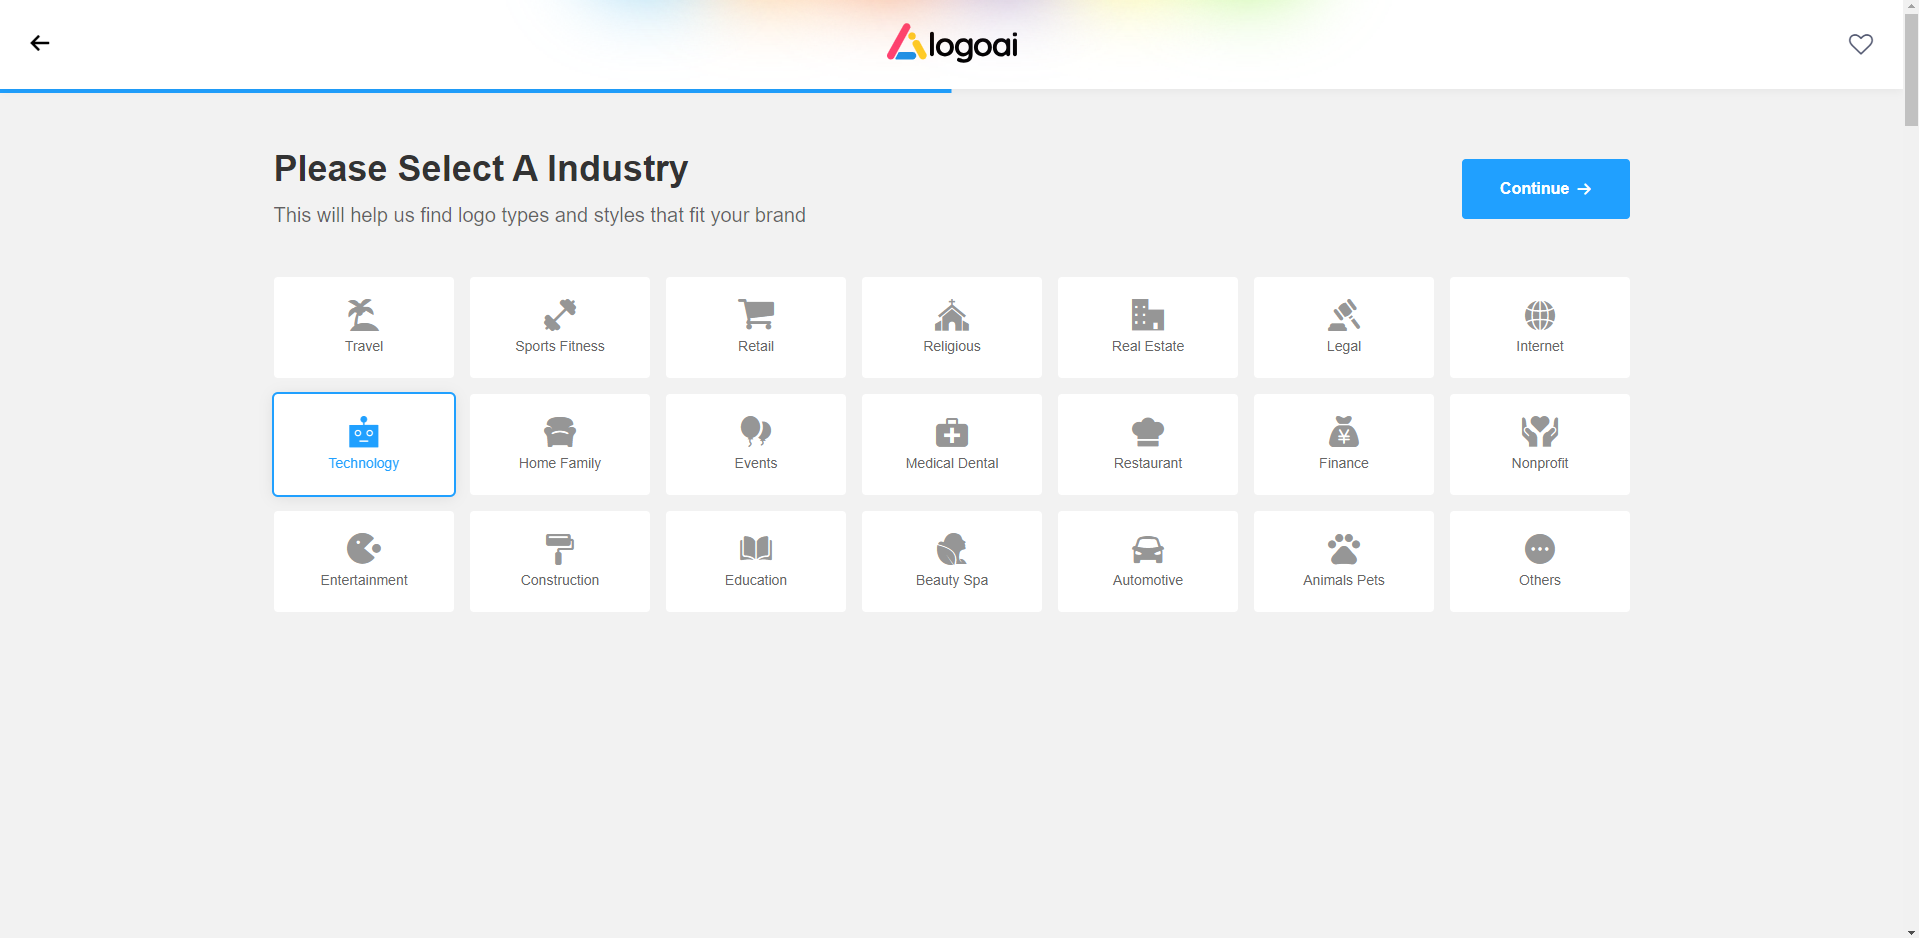 logoai
Please Select A Industry
This will help us find logo types and styles that fit your brand
Continue
Travel
Sports Fitness
Retail
Religious
Real Estate
Legal
Internet
Technology
Home Family
Events
Medical Dental
Restaurant
Finance
Nonprofit
Entertainment
Construction
Education
Beauty Spa
Automotive
Animals Pets
Others